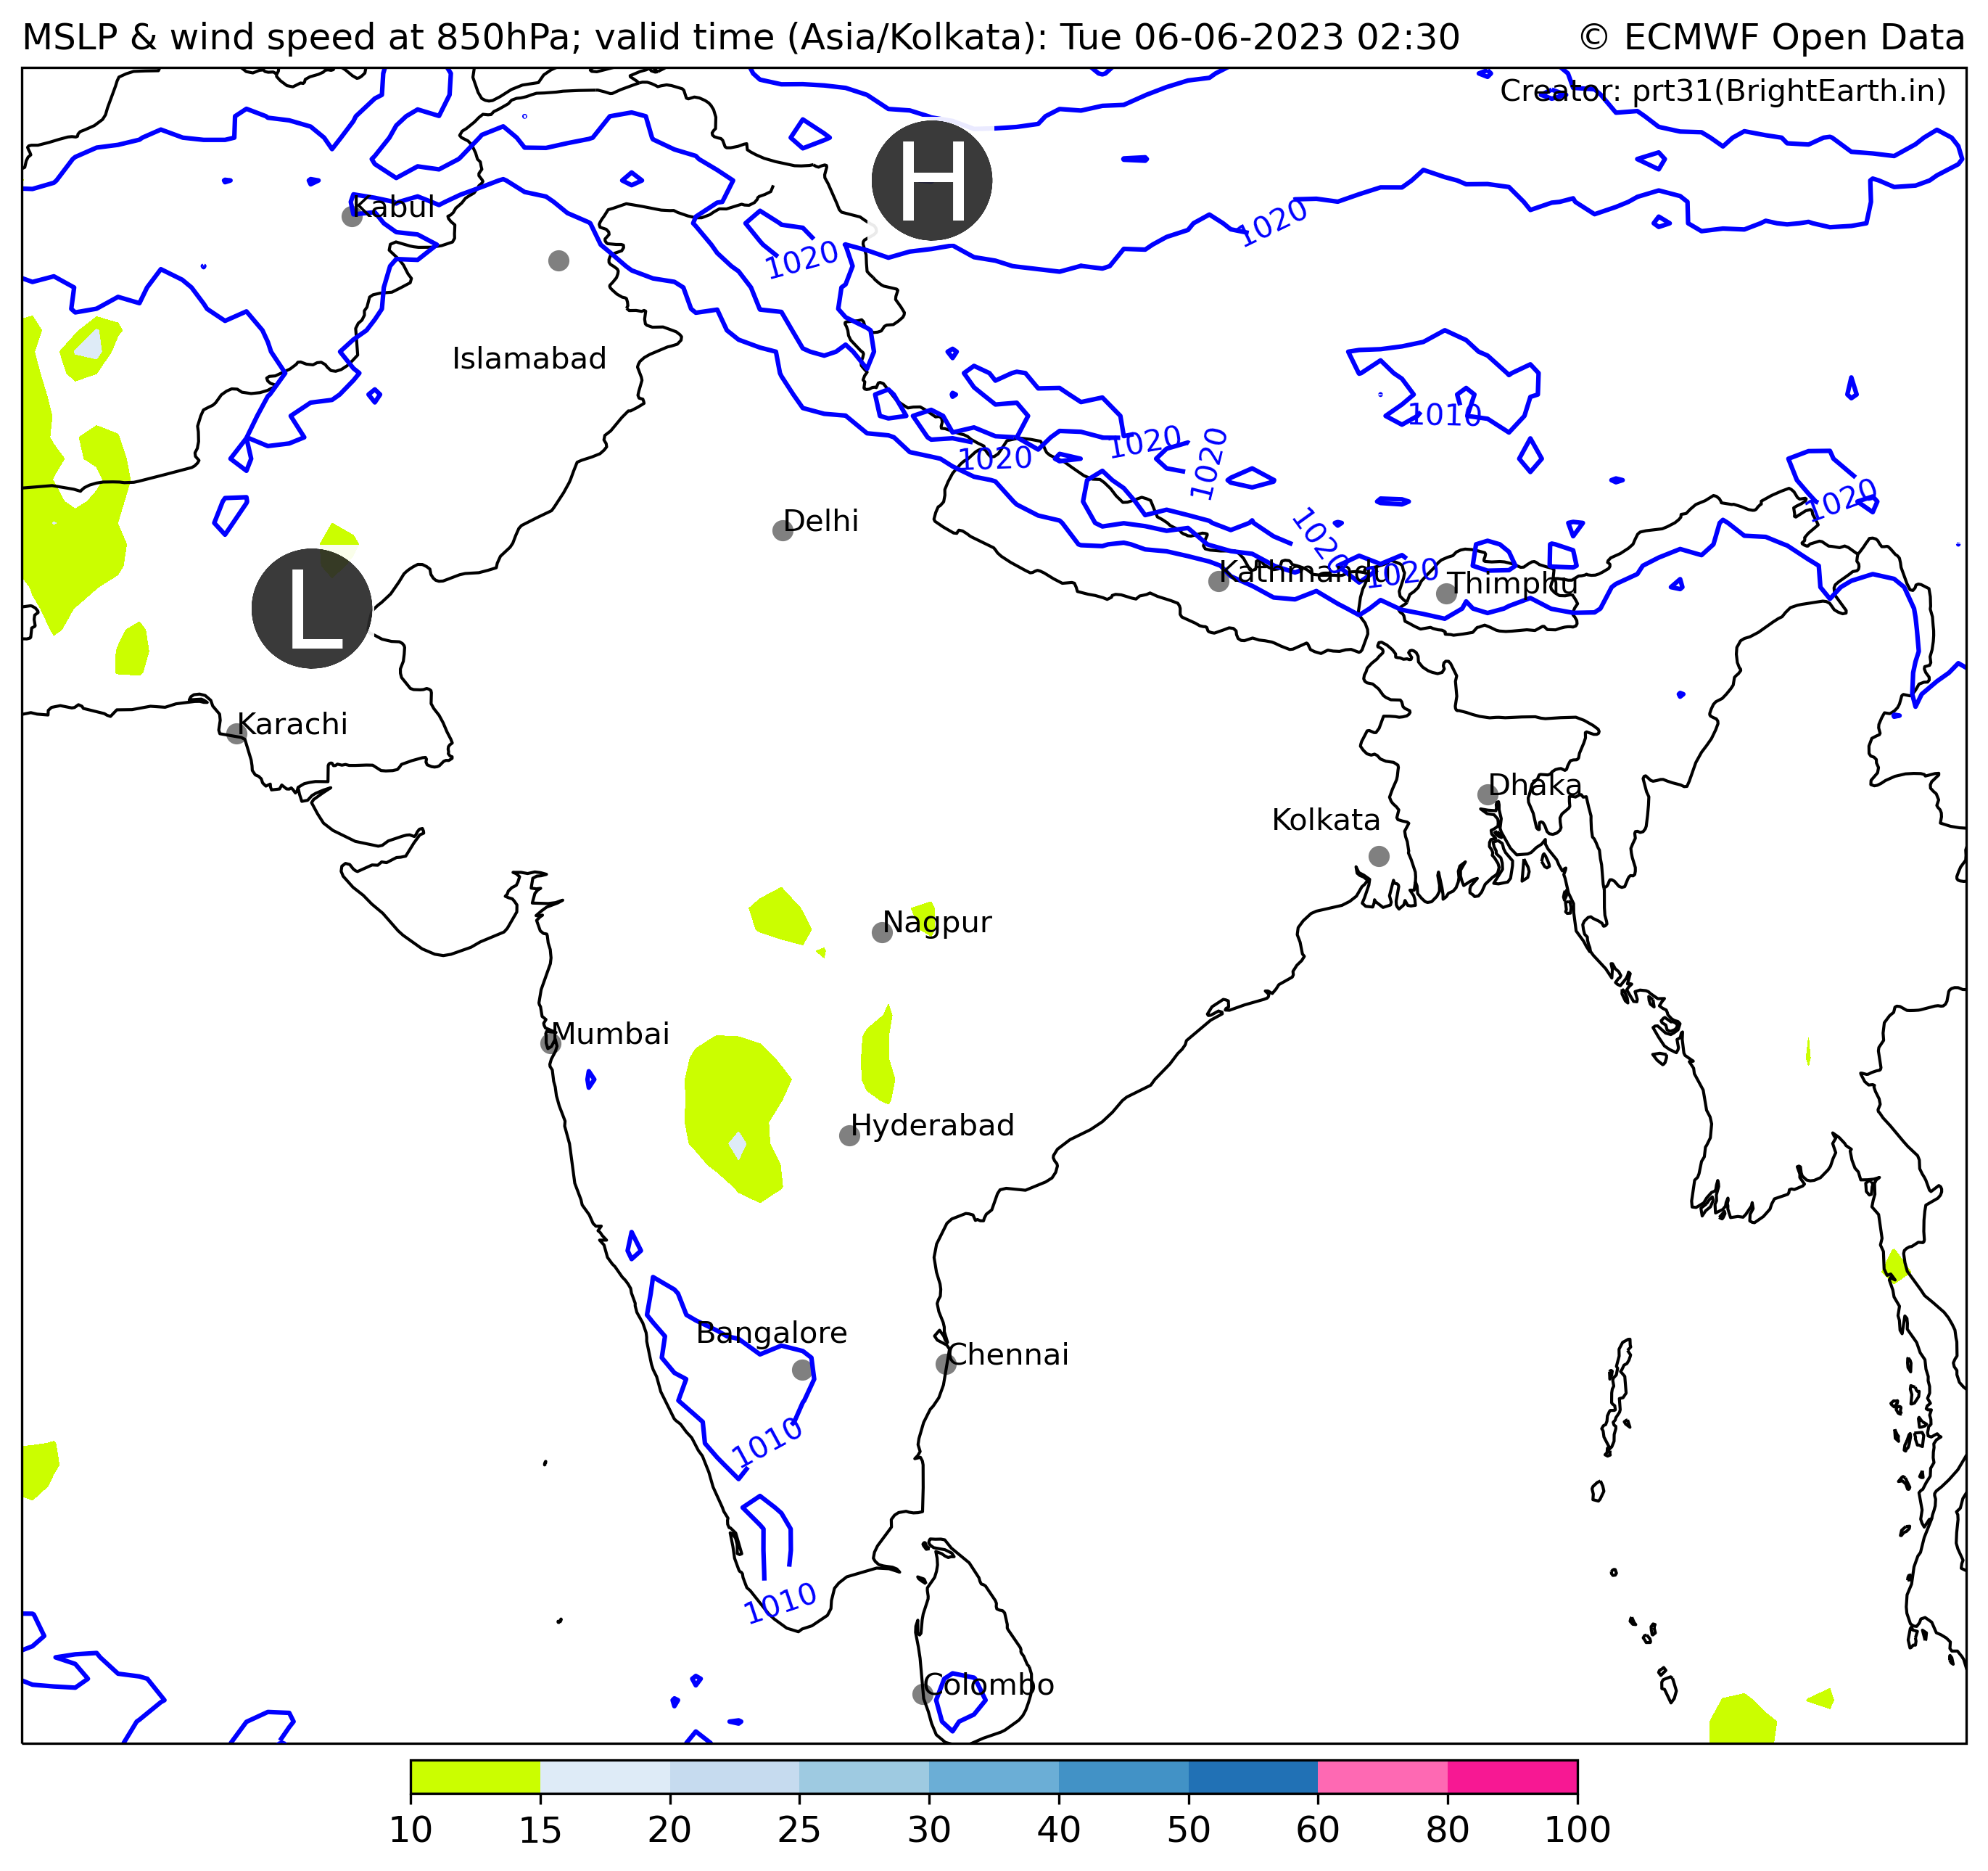 MSLP & wind speed at 850hPa; valid time (Asia/Kolkata): Tue 06-06-2023 02:30
© ECMWF Open Data
Creator: prt31(BrightEarth.in)
H
Kabul
1020
1020
Islamabad
1010
1020
1020
1020
1020
Delhi
1020
Kathmandu
1020
Thimphu
L
Karachi
Dhaka
Kolkata
Nagpur
Mumbai
Hyderabad
Bangalore
Chennai
1010
1010
Colombo
10 15 20 25 30 40 50 60 80 100